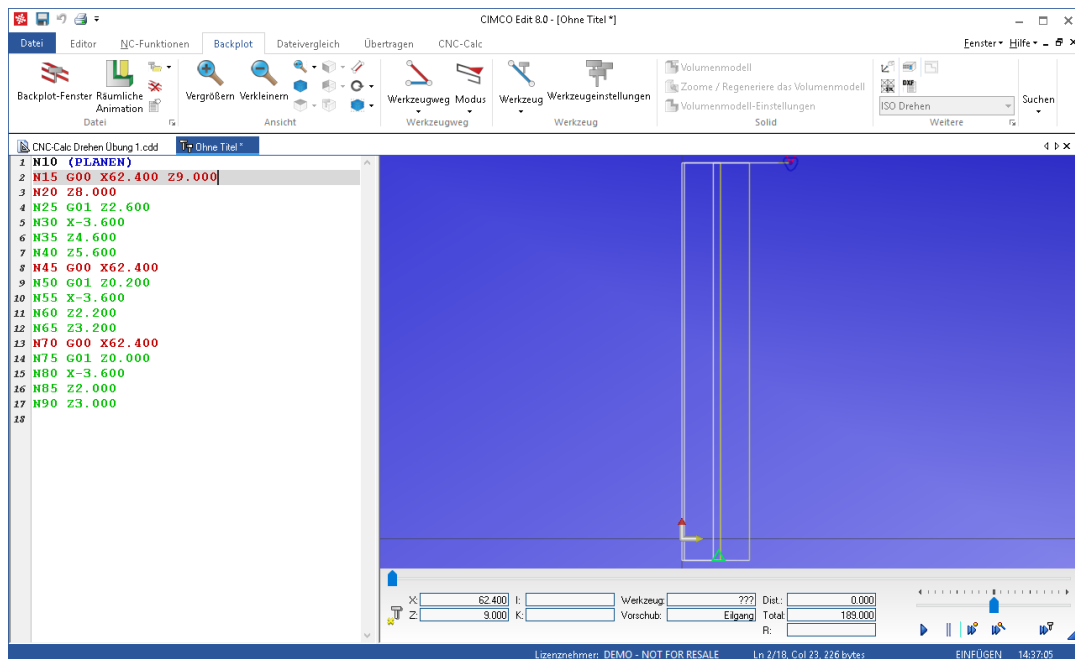 CIMCO Edit 8.0 - [Ohne Titel *]
Datei Editor NC-Funktionen Backplot Dateivergleich Übertragen CNC-Calc Fenster Hilfe
Backplot-Fenster Räumliche Animation
Datei
Vergrößern Verkleinern
Ansicht
Werkzeugweg Modus
Werkzeugweg
Werkzeug Werkzeugeinstellungen
Werkzeug
Volumenmodell
Zoome / Regeneriere das Volumenmodell
Volumenmodell-Einstellungen
Solid
DXF
ISO Drehen
Weitere
Suchen
CNC-Calc Drehen Übung 1.cdd Ohne Titel *
1 N10 (PLANEN)
2 N15 G00 X62.400 Z9.000
3 N20 Z8.000
4 N25 G01 Z2.600
5 N30 X-3.600
6 N35 Z4.600
7 N40 Z5.600
8 N45 G00 X62.400
9 N50 G01 Z0.200
10 N55 X-3.600
11 N60 Z2.200
12 N65 Z3.200
13 N70 G00 X62.400
14 N75 G01 Z0.000
15 N80 X-3.600
16 N85 Z2.000
17 N90 Z3.000
18
X: 62.400 I: Werkzeug: ??? Dist.: 0.000
Z: 9.000 K: Vorschub: Eilgang Total: 189.000
R:
Lizenznehmer: DEMO - NOT FOR RESALE Ln 2/18, Col 23, 226 bytes EINFÜGEN 14:37:05